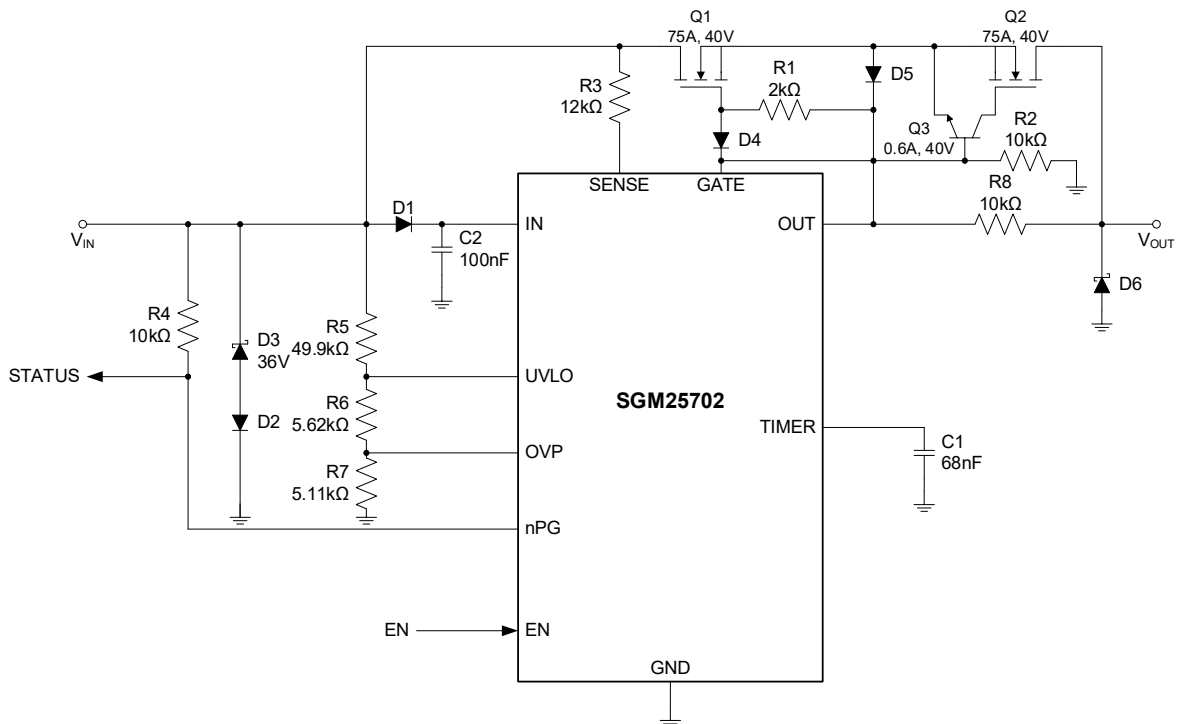 Q1
75A, 40V
Q2
75A, 40V
R3
12kΩ
R1
2kΩ
D5
D4
Q3
0.6A, 40V
R2
10kΩ
SENSE
GATE
R8
10kΩ
VIN
D1
C2
100nF
IN
OUT
VOUT
D6
R4
10kΩ
D3
36V
R5
49.9kΩ
STATUS
UVLO
SGM25702
D2
R6
5.62kΩ
TIMER
C1
68nF
OVP
R7
5.11kΩ
nPG
EN
EN
GND